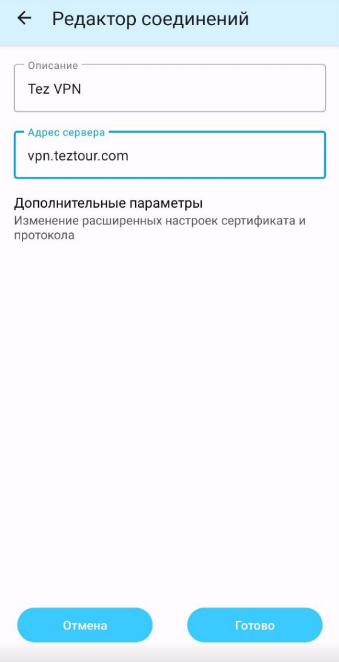 Редактор соединений
Описание
Tez VPN
Адрес сервера
vpn.teztour.com
Дополнительные параметры
Изменение расширенных настроек сертификата и
протокола
Отмена
Готово